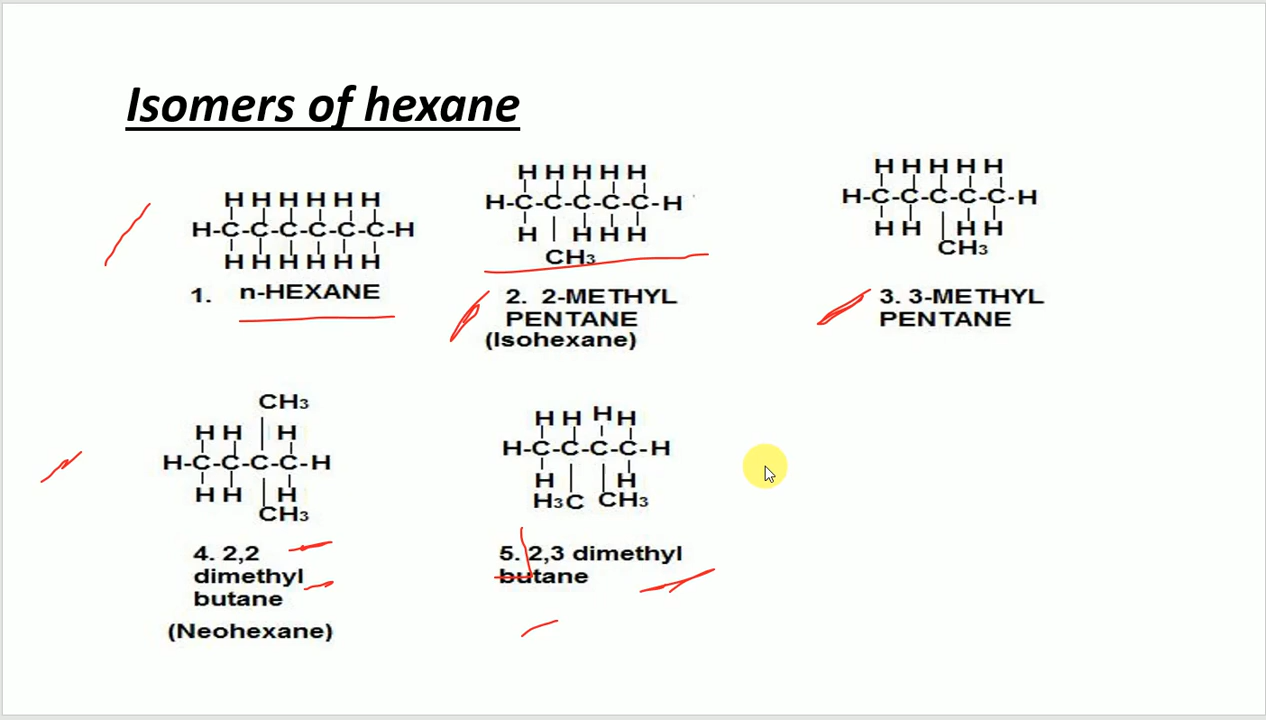 Isomers of hexane
H H H H H H
H-C-C-C-C-C-C-H
H H H H H H
1. n-HEXANE
H H H H H
H-C-C-C-C-C-H
H H H H
CH₃
2. 2-METHYL
PENTANE
(Isohexane)
H H H H H
H-C-C-C-C-C-H
H H H H
CH₃
3. 3-METHYL
PENTANE
CH₃
H H H
H-C-C-C-C-H
H H H
CH₃
4. 2,2
dimethyl
butane
(Neohexane)
H H H H
H-C-C-C-C-H
H H
H₃C CH₃
5. 2,3 dimethyl
butane